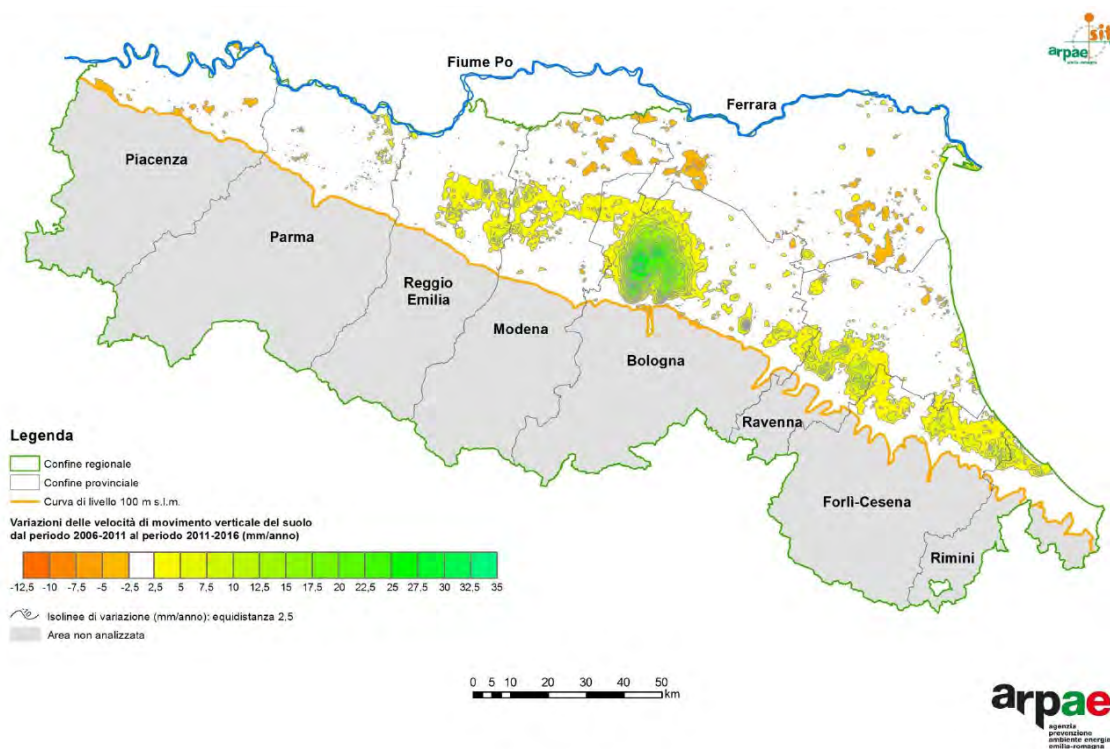 sit
arpae
emilia-romagna
Fiume Po
Ferrara
Piacenza
Parma
Reggio
Emilia
Modena
Bologna
Ravenna
Forlì-Cesena
Rimini
Legenda
Confine regionale
Confine provinciale
Curva di livello 100 m s.l.m.
Variazioni delle velocità di movimento verticale del suolo
dal periodo 2006-2011 al periodo 2011-2016 (mm/anno)
-12,5 -10 -7,5 -5 -2,5 2,5 5 7,5 10 12,5 15 17,5 20 22,5 25 27,5 30 32,5 35
Isolinee di variazione (mm/anno): equidistanza 2,5
Area non analizzata
0 5 10 20 30 40 50
km
arpae
agenzia
prevenzione
ambiente energia
emilia-romagna